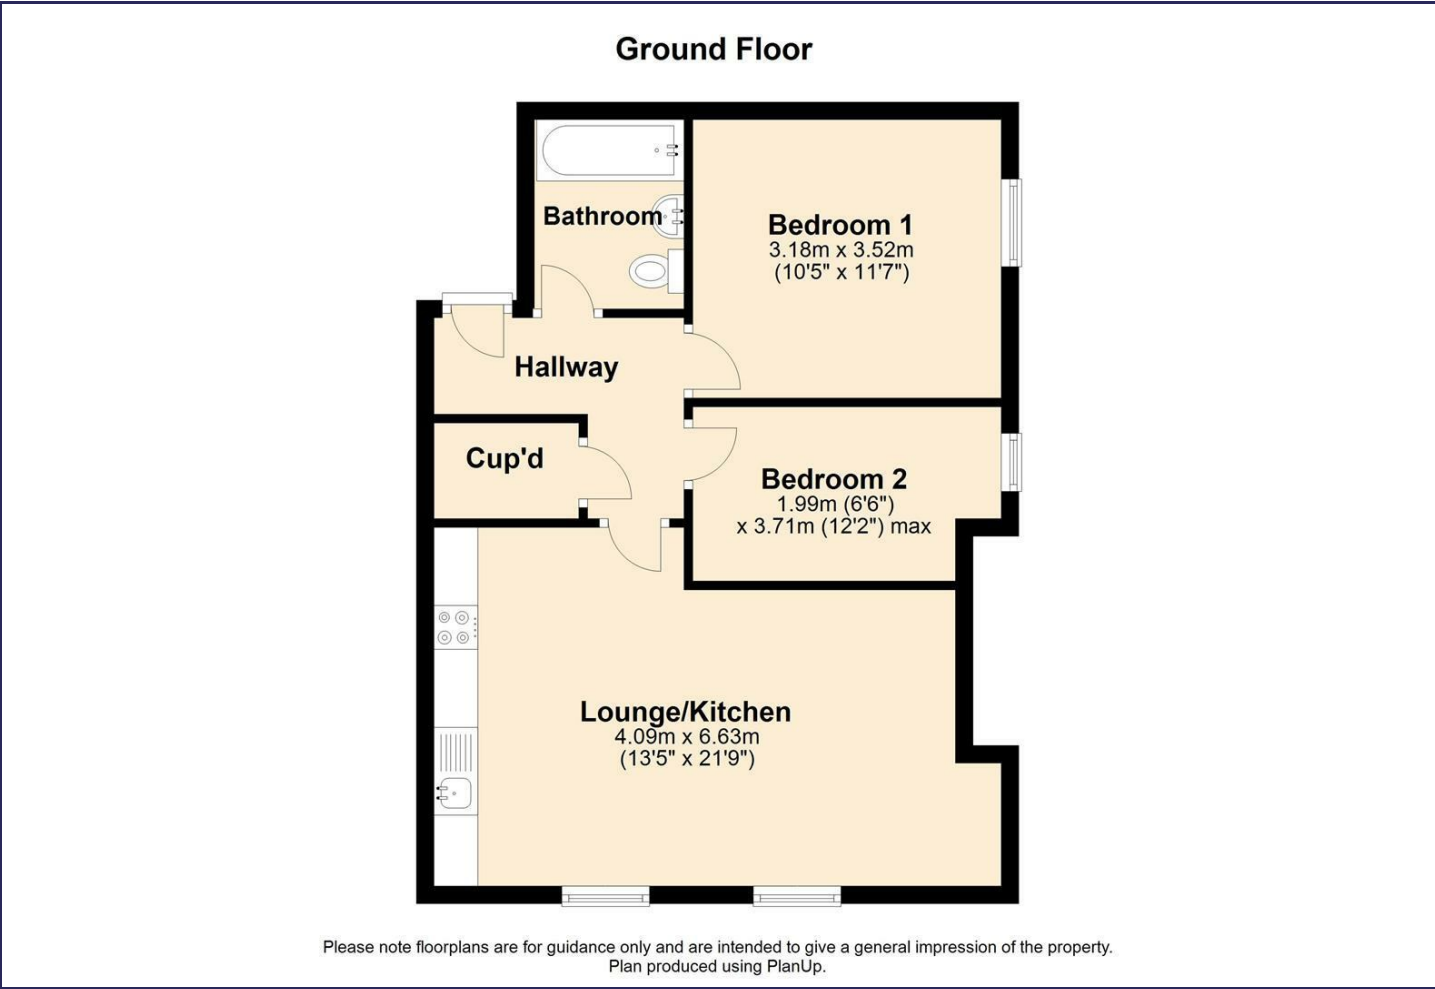 Ground Floor
Bathroom
Bedroom 1
3.18m x 3.52m
(10'5" x 11'7")
Hallway
Cup'd
Bedroom 2
1.99m (6'6")
x 3.71m (12'2") max
Lounge/Kitchen
4.09m x 6.63m
(13'5" x 21'9")
Please note floorplans are for guidance only and are intended to give a general impression of the property.
Plan produced using PlanUp.